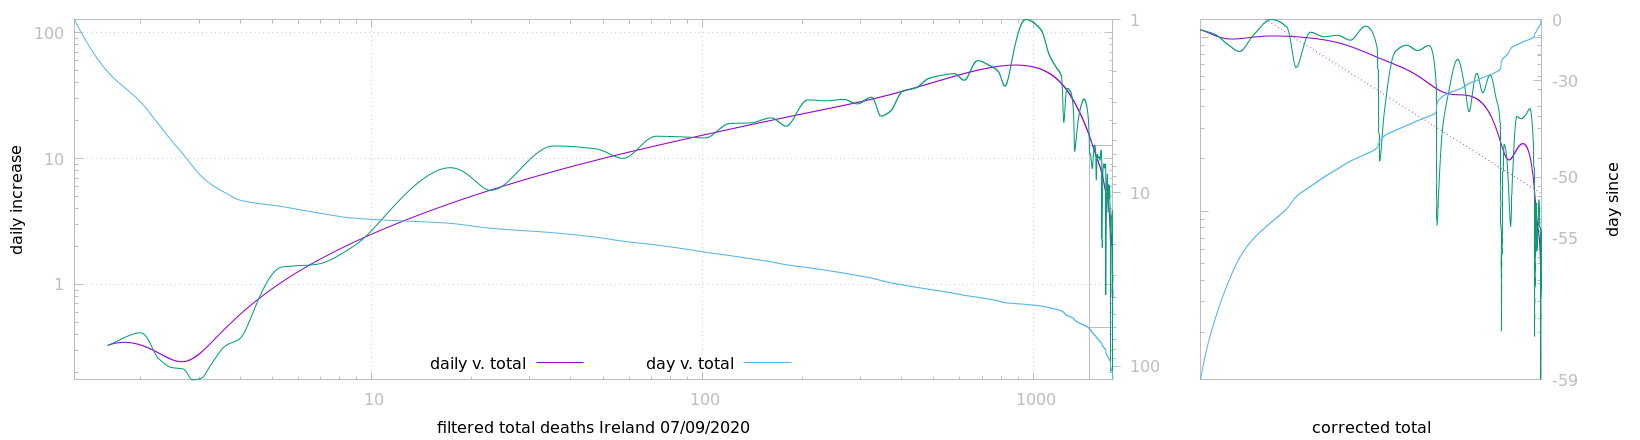 100
10
1
daily increase
daily v. total
day v. total
10
100
1000
filtered total deaths Ireland 07/09/2020
1
10
100
0
-30
-50
-55
-59
day since
corrected total